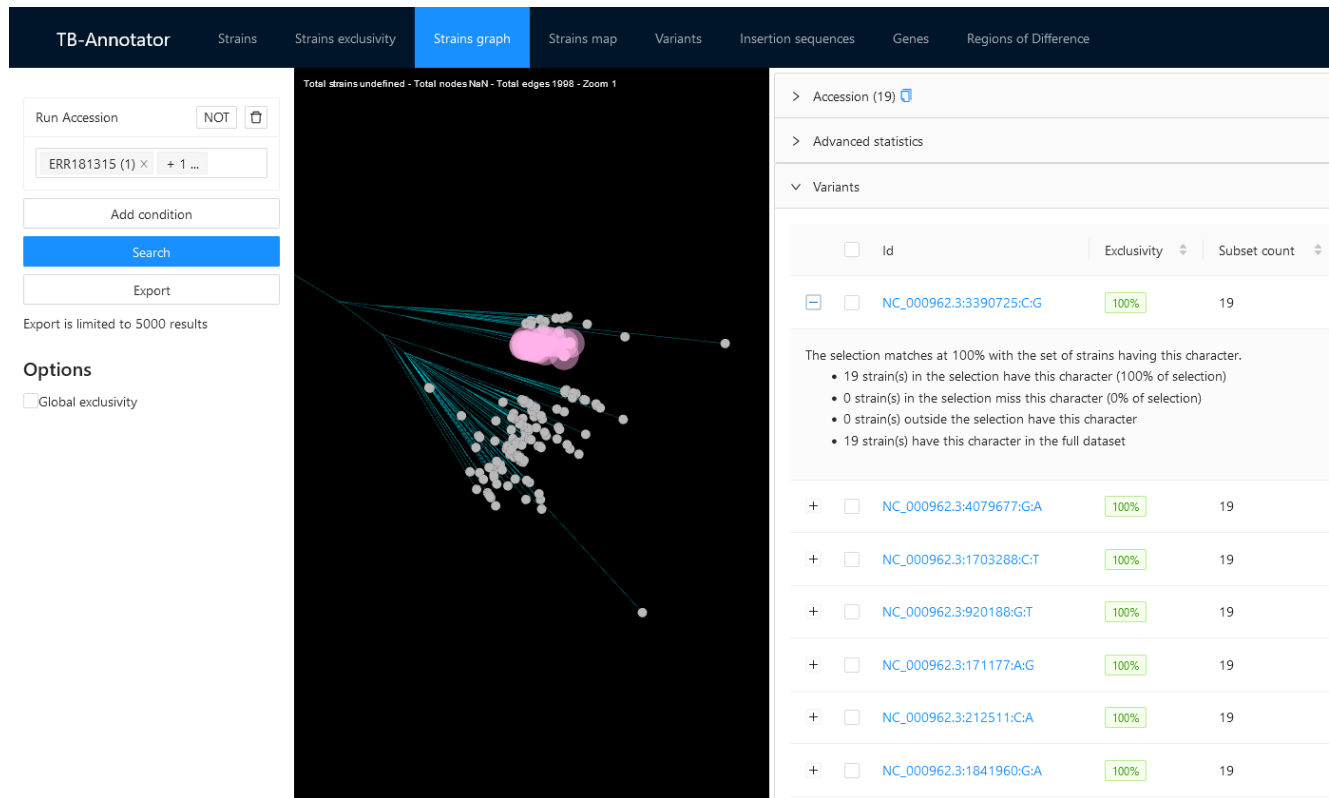 TB-Annotator Strains Strains exclusivity Strains graph Strains map Variants Insertion sequences Genes Regions of Difference
Run Accession NOT
ERR181315 (1) × + 1 ...
Add condition
Search
Export
Export is limited to 5000 results
Options
Global exclusivity
Total strains undefined - Total nodes NaN - Total edges 1998 - Zoom 1
Accession (19)
Advanced statistics
Variants
Id Exclusivity Subset count
NC_000962.3:3390725:C:G 100% 19
The selection matches at 100% with the set of strains having this character.
• 19 strain(s) in the selection have this character (100% of selection)
• 0 strain(s) in the selection miss this character (0% of selection)
• 0 strain(s) outside the selection have this character
• 19 strain(s) have this character in the full dataset
NC_000962.3:4079677:G:A 100% 19
NC_000962.3:1703288:C:T 100% 19
NC_000962.3:920188:G:T 100% 19
NC_000962.3:171177:A:G 100% 19
NC_000962.3:212511:C:A 100% 19
NC_000962.3:1841960:G:A 100% 19